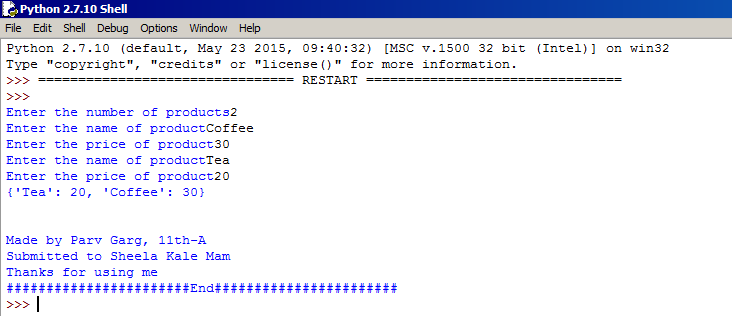 Python 2.7.10 Shell
File Edit Shell Debug Options Window Help
Python 2.7.10 (default, May 23 2015, 09:40:32) [MSC v.1500 32 bit (Intel)] on win32
Type "copyright", "credits" or "license()" for more information.
>>> ================================ RESTART ================================
>>>
Enter the number of products2
Enter the name of productCoffee
Enter the price of product30
Enter the name of productTea
Enter the price of product20
{'Tea': 20, 'Coffee': 30}
Made by Parv Garg, 11th-A
Submitted to Sheela Kale Mam
Thanks for using me
#######################End#######################
>>>